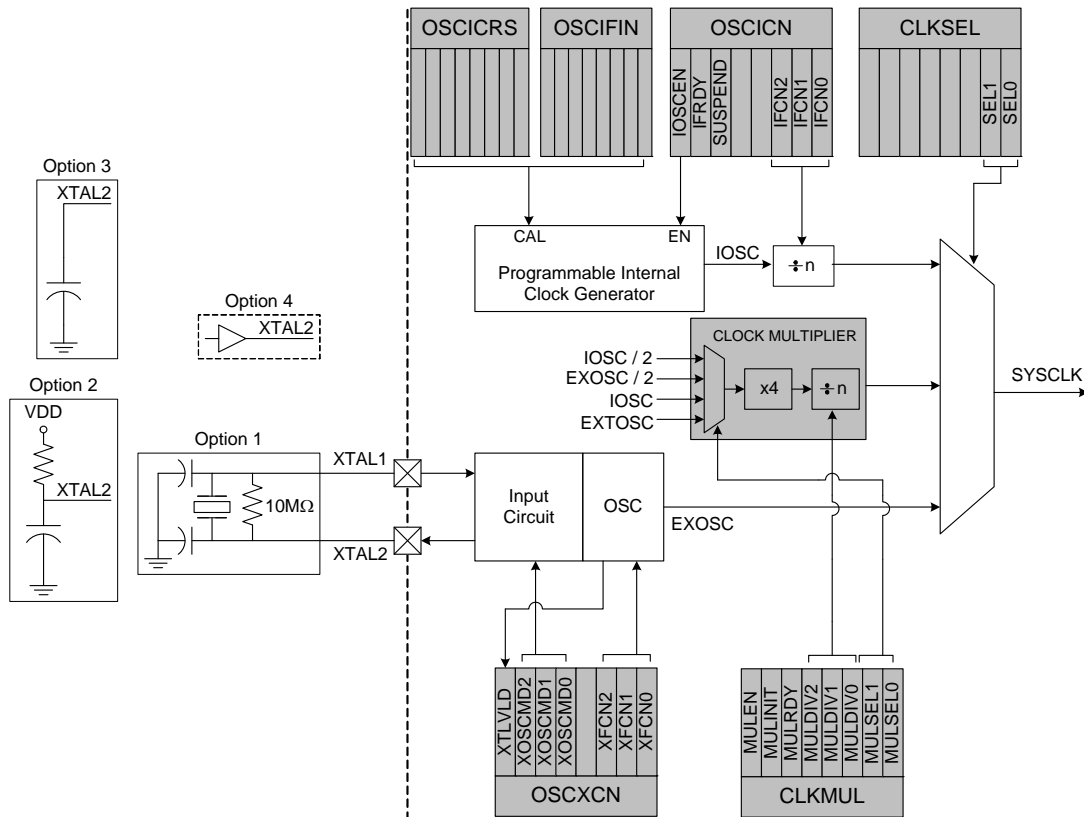 OSCICRS
OSCIFIN
OSCICN
CLKSEL
IOSCEN
IFRDY
SUSPEND
IFCN2
IFCN1
IFCN0
SEL1
SEL0
Option 3
XTAL2
Option 4
XTAL2
Option 2
VDD
XTAL2
Option 1
10MΩ
XTAL1
XTAL2
CAL
EN
Programmable Internal
Clock Generator
IOSC
÷n
CLOCK MULTIPLIER
IOSC / 2
EXOSC / 2
IOSC
EXTOSC
x4
÷n
SYSCLK
Input
Circuit
OSC
EXOSC
XTLVLD
XOSCMD2
XOSCMD1
XOSCMD0
XFCN2
XFCN1
XFCN0
OSCXCN
MULEN
MULINIT
MULRDY
MULDIV2
MULDIV1
MULDIV0
MULSEL1
MULSEL0
CLKMUL